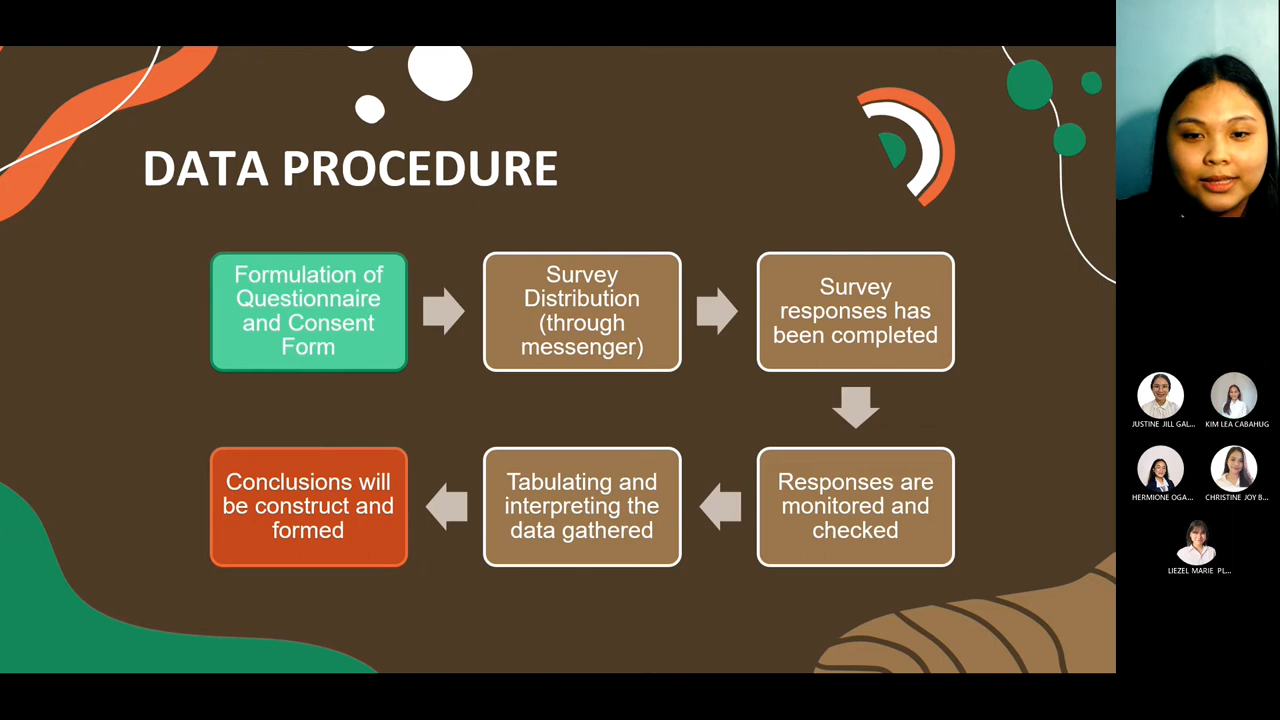 DATA PROCEDURE
Formulation of
Questionnaire
and Consent
Form
Survey
Distribution
(through
messenger)
Survey
responses has
been completed
Responses are
monitored and
checked
Tabulating and
interpreting the
data gathered
Conclusions will
be construct and
formed
JUSTINE JILL GAL...
KIM LEA CABAHUG
HERMIONE OGA...
CHRISTINE JOY B...
LIEZEL MARIE PL...